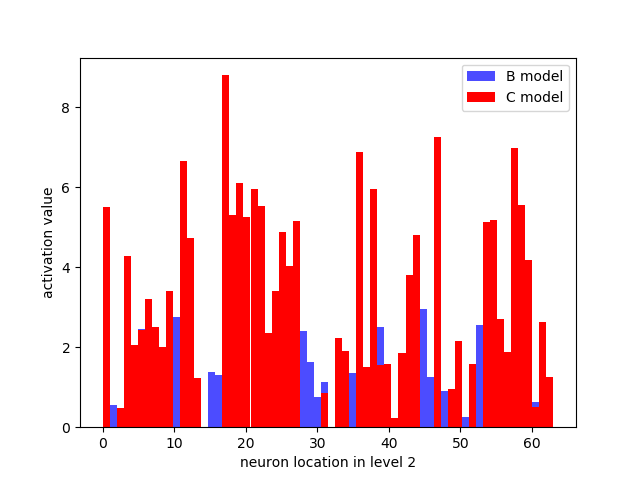 B model
C model
activation value
8
6
4
2
0
0 10 20 30 40 50 60
neuron location in level 2